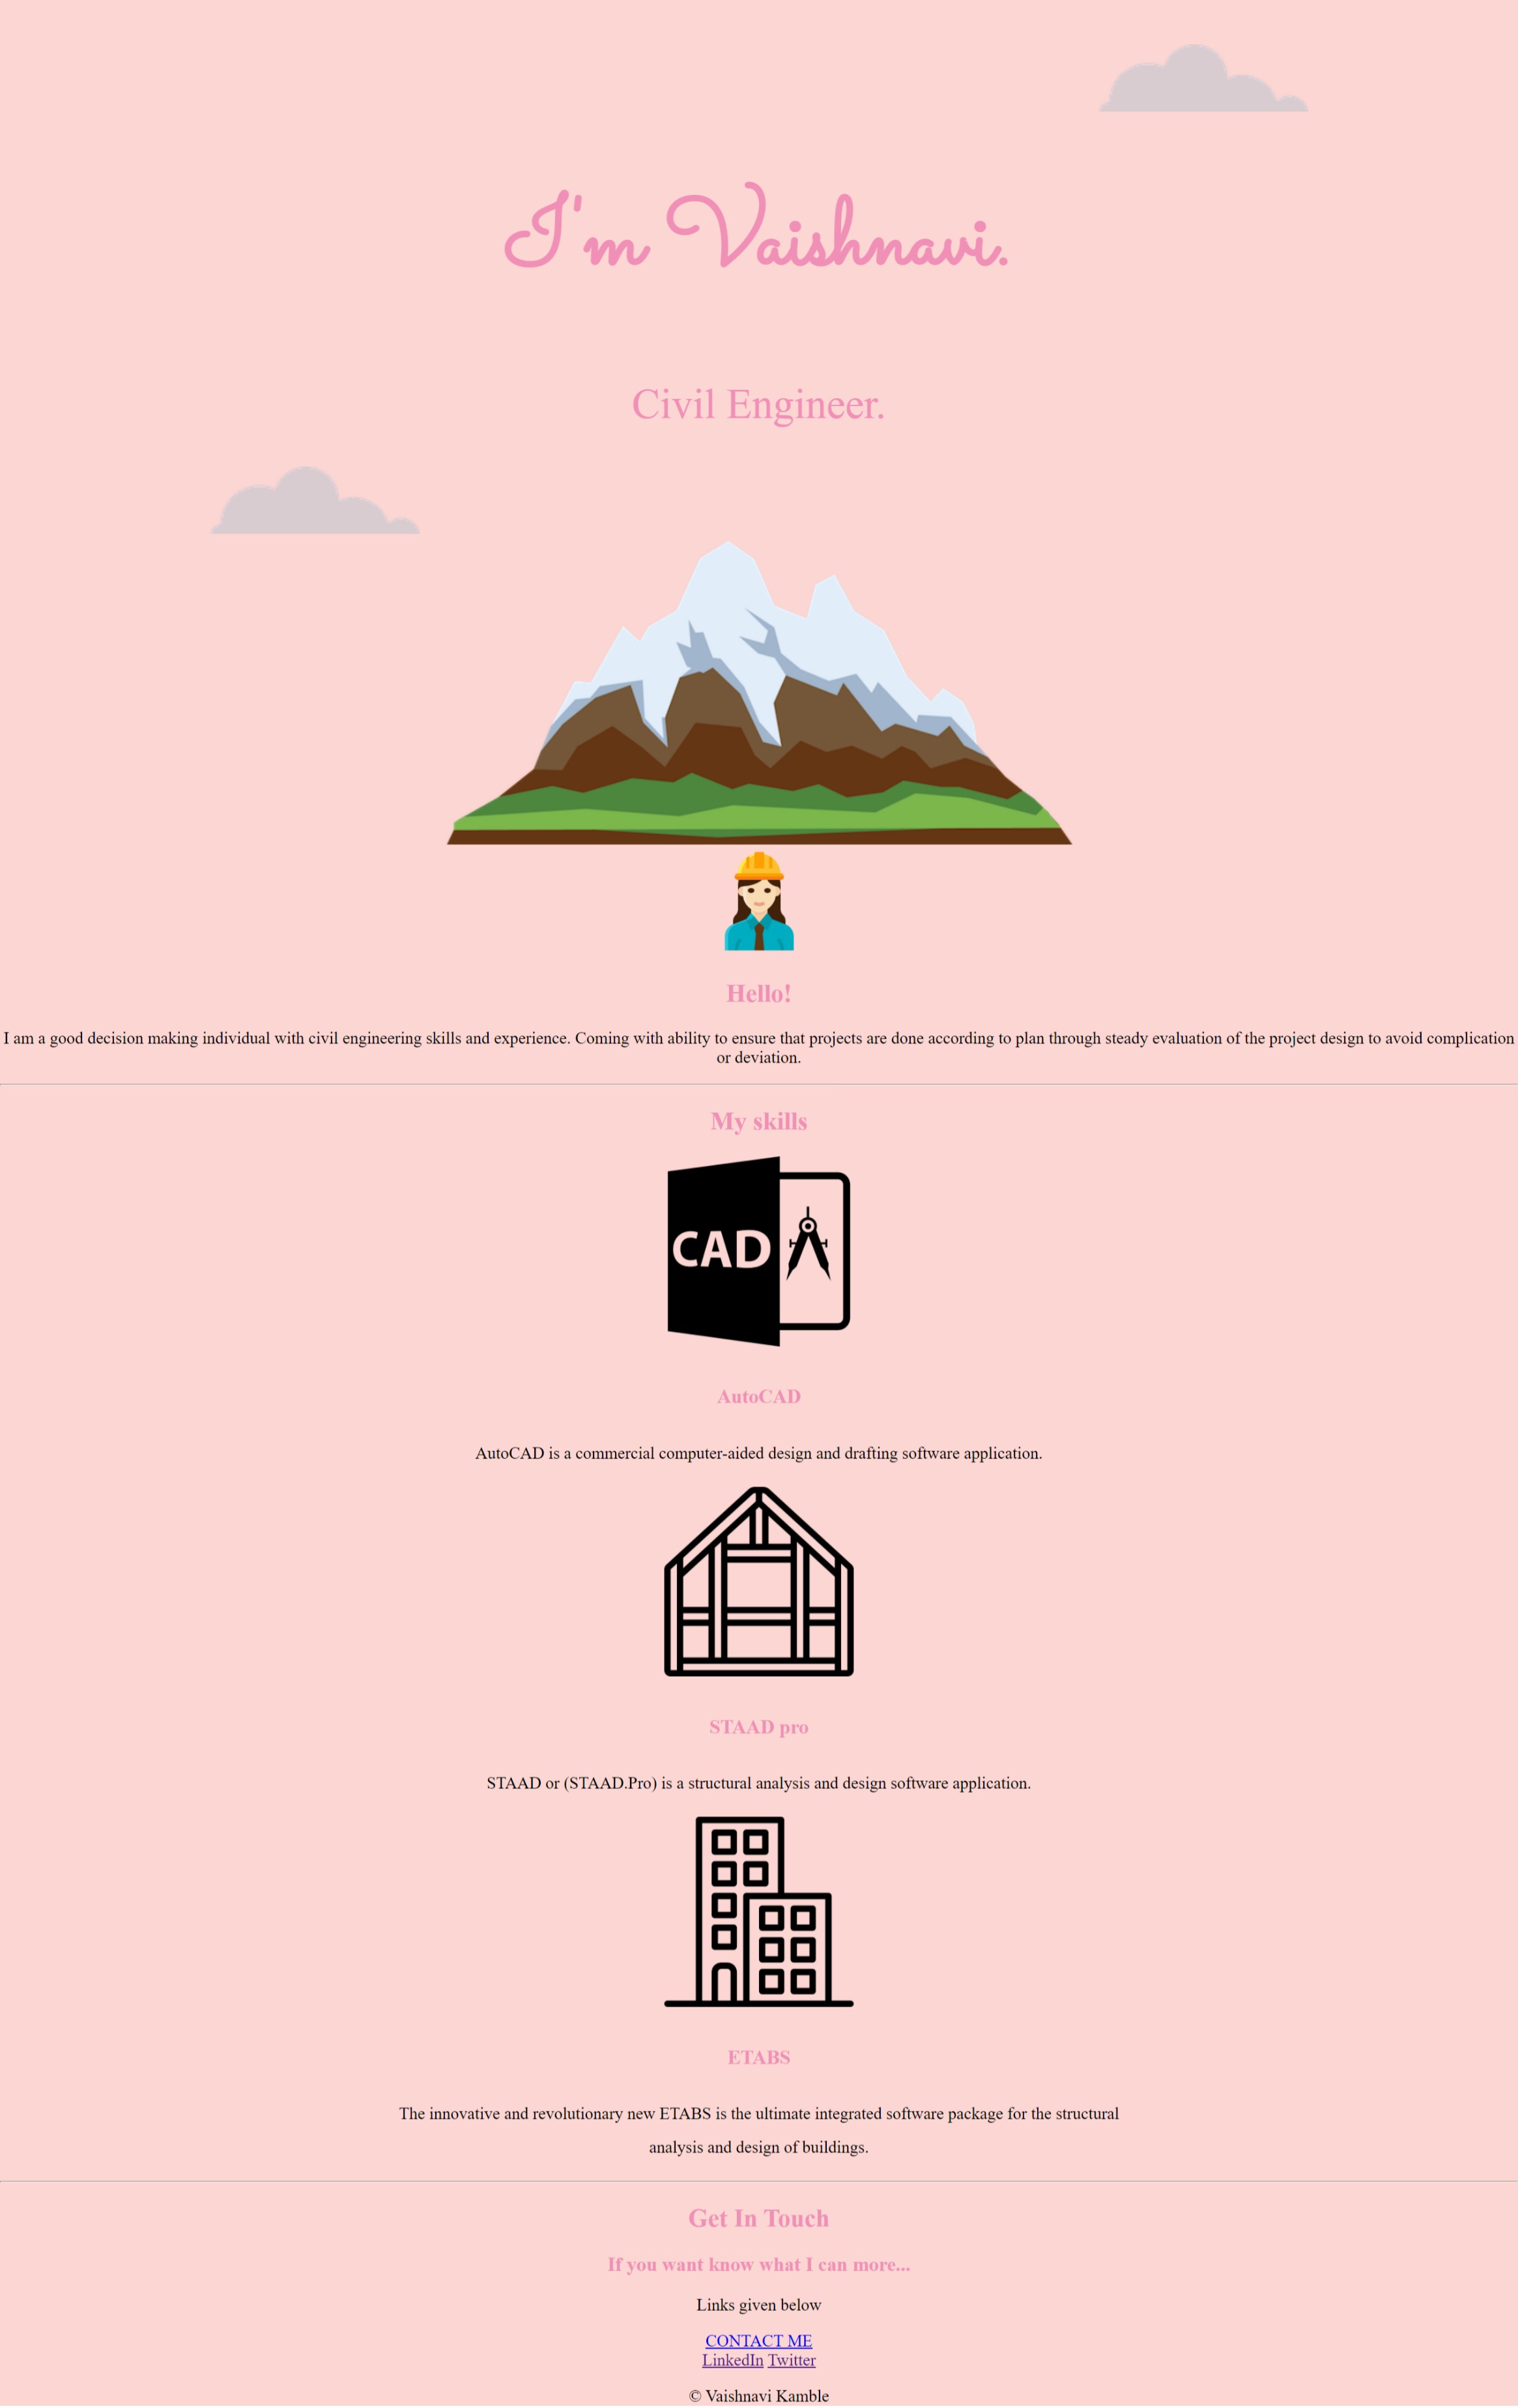 I'm Vaishnavi.
Civil Engineer.
Hello!
I am a good decision making individual with civil engineering skills and experience. Coming with ability to ensure that projects are done according to plan through steady evaluation of the project design to avoid complication
or deviation.
My skills
CAD
AutoCAD
AutoCAD is a commercial computer-aided design and drafting software application.
STAAD pro
STAAD or (STAAD.Pro) is a structural analysis and design software application.
ETABS
The innovative and revolutionary new ETABS is the ultimate integrated software package for the structural
analysis and design of buildings.
Get In Touch
If you want know what I can more...
Links given below
CONTACT ME
LinkedIn Twitter
© Vaishnavi Kamble